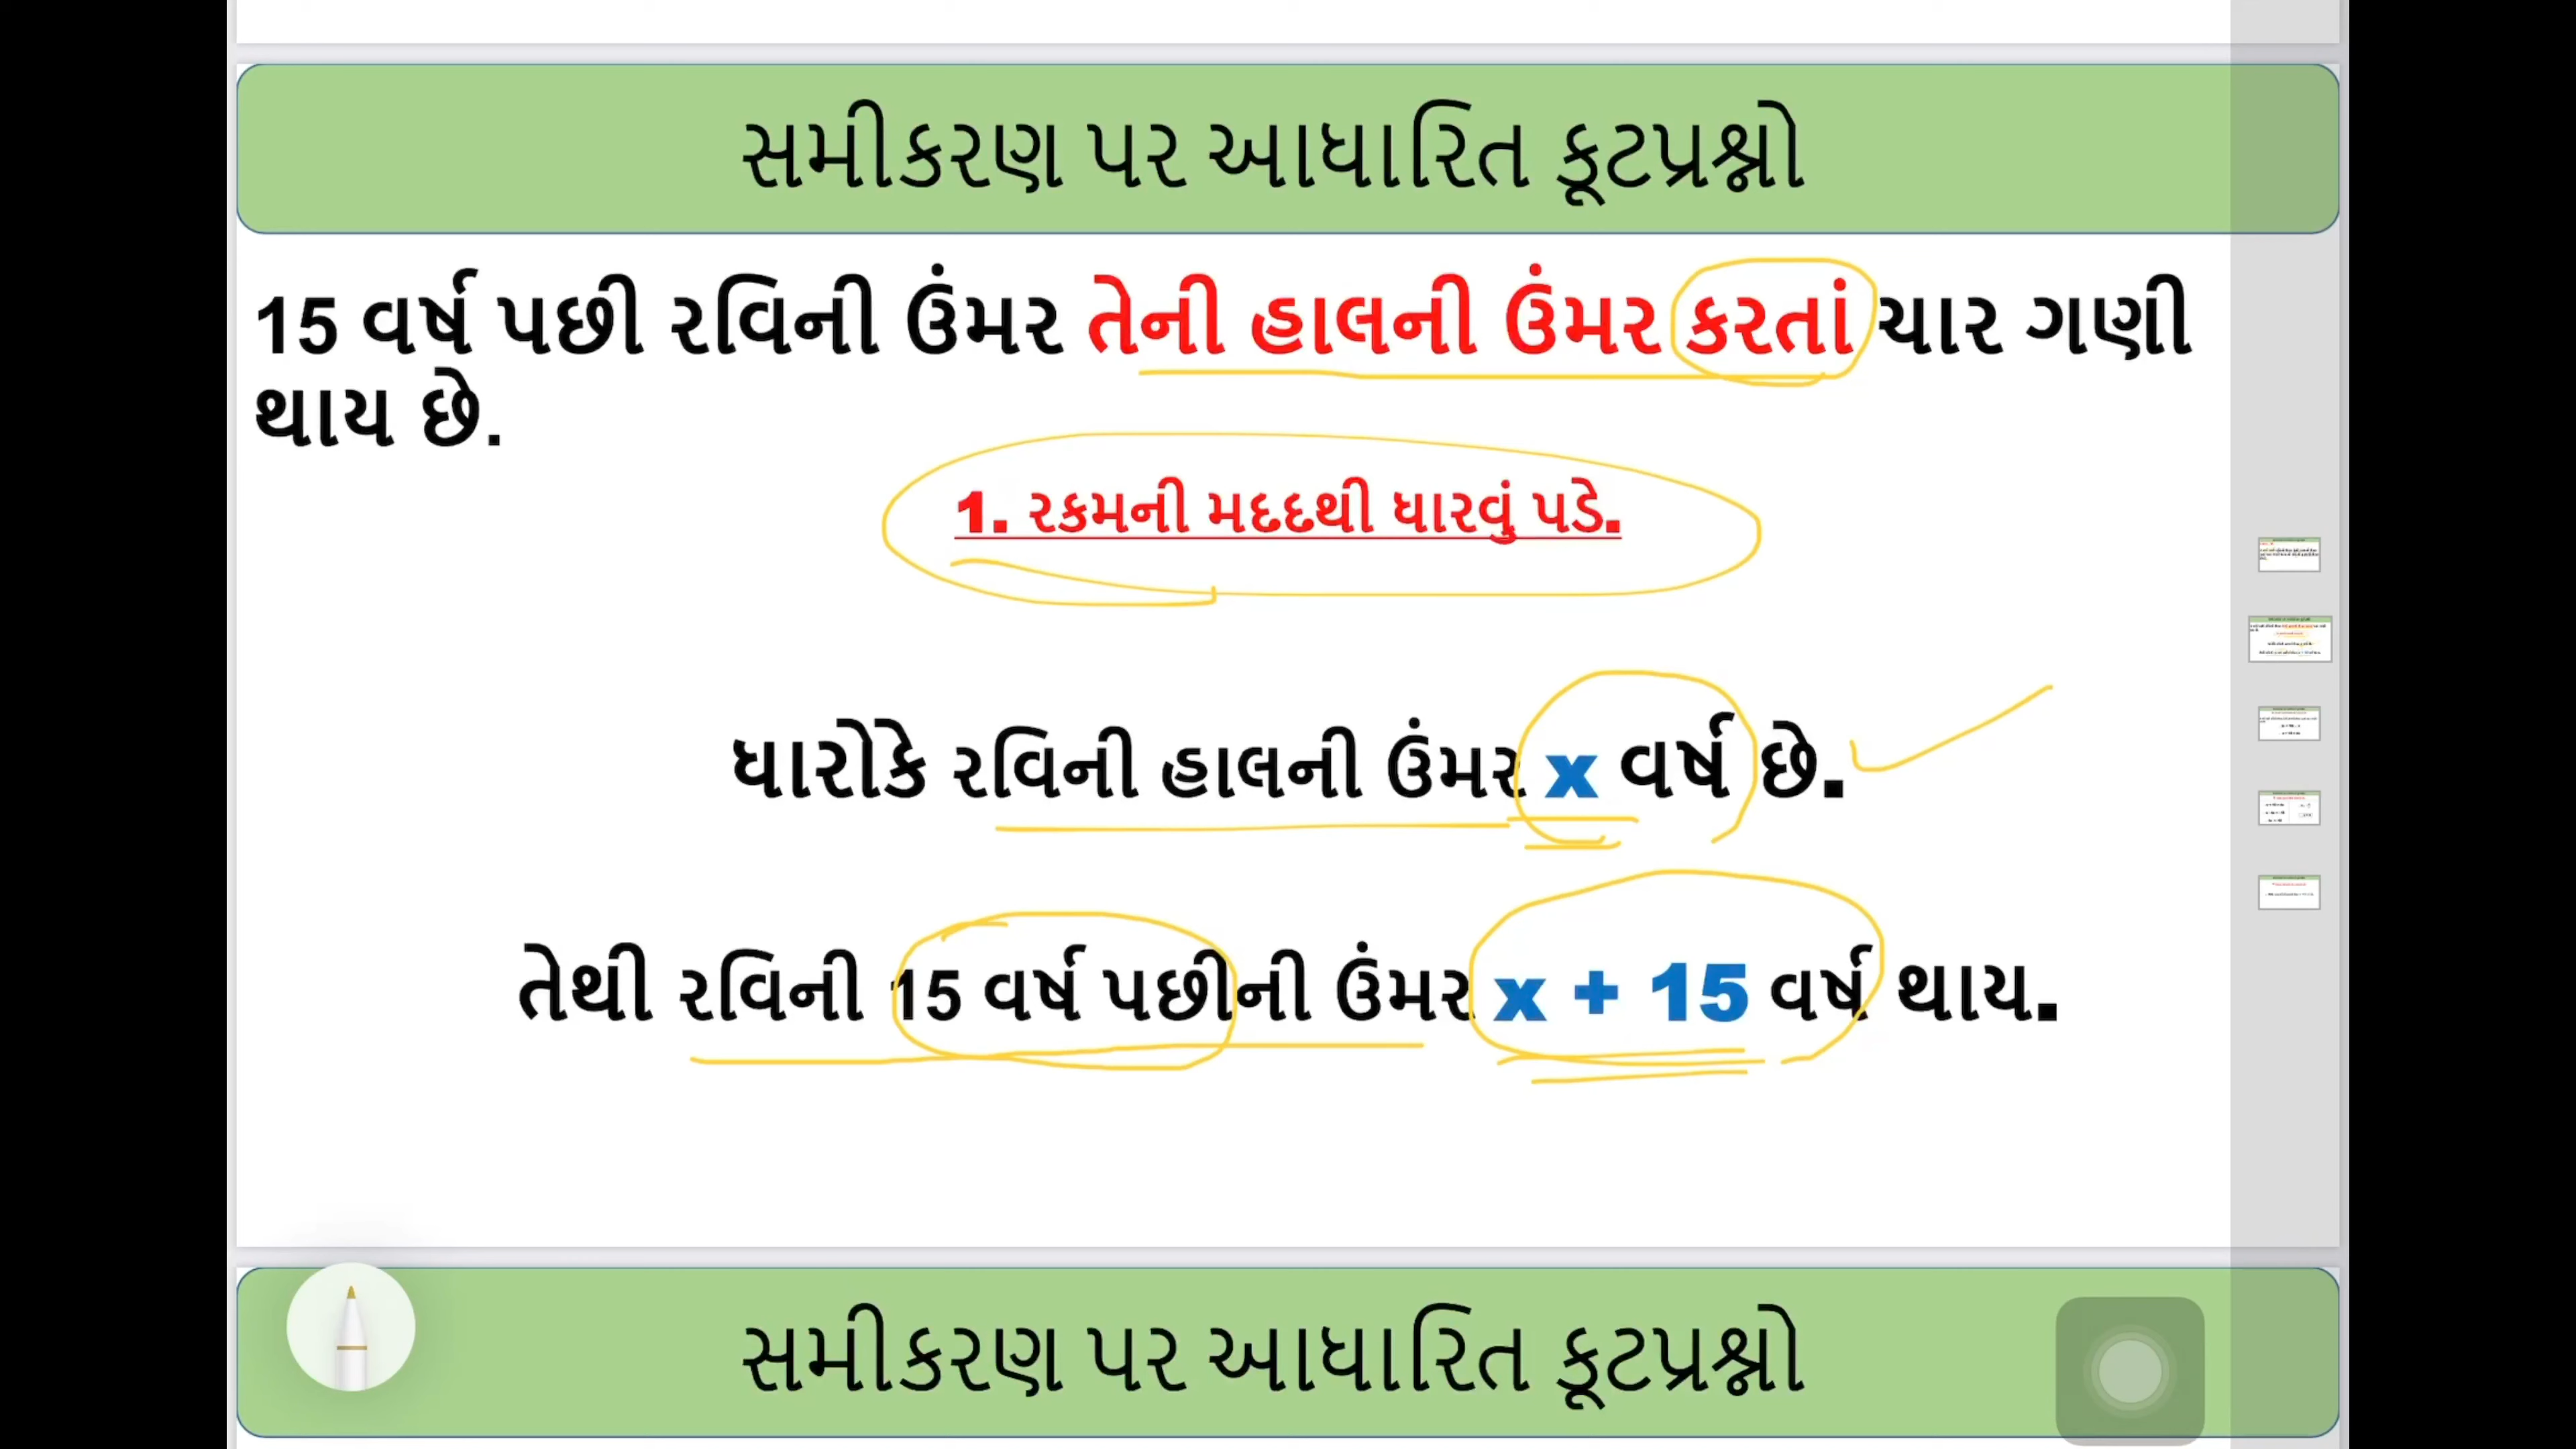 સમીકરણ પર આધારિત કૂટપ્રશ્નો
15 વર્ષ પછી રવિની ઉંમર તેની હાલની ઉંમર કરતાં ચાર ગણી
થાય છે.
1. રકમની મદદથી ધારવું પડે.
ધારોકે રવિની હાલની ઉંમર x વર્ષ છે.
તેથી રવિની 15 વર્ષ પછીની ઉંમર x + 15 વર્ષ થાય.
સમીકરણ પર આધારિત કૂટપ્રશ્નો